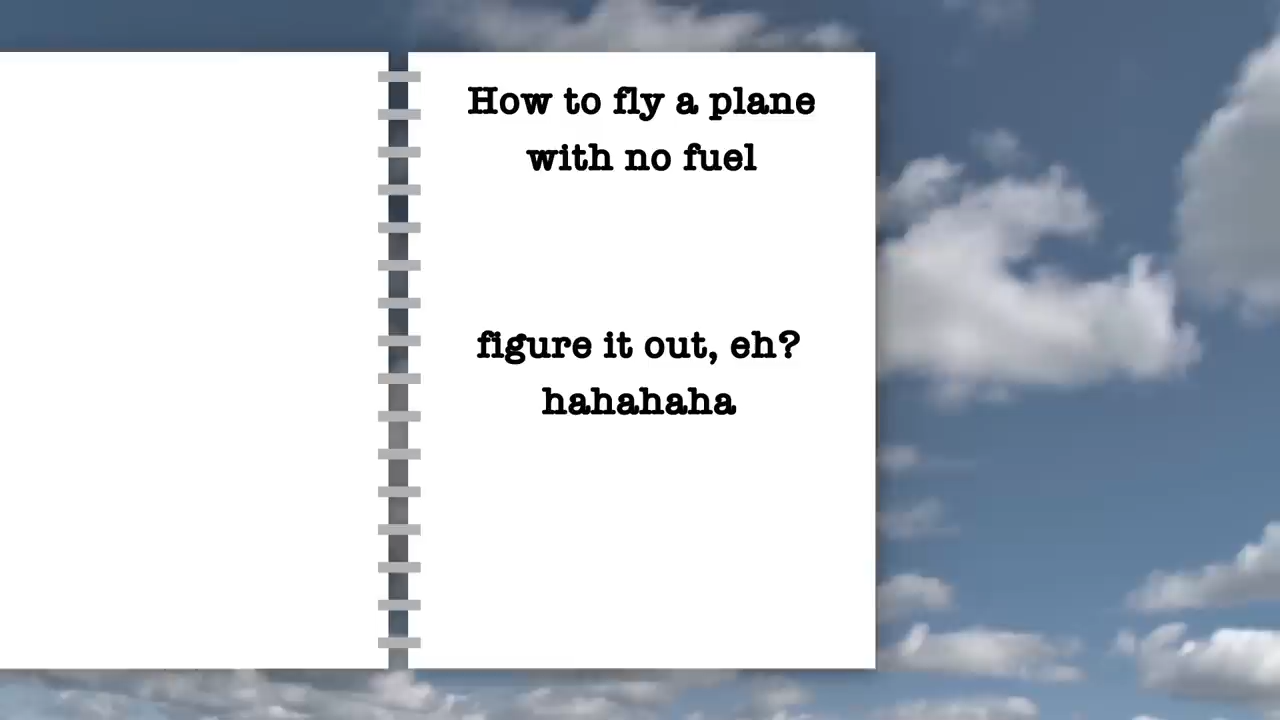 How to fly a plane
with no fuel
figure it out, eh?
hahahaha